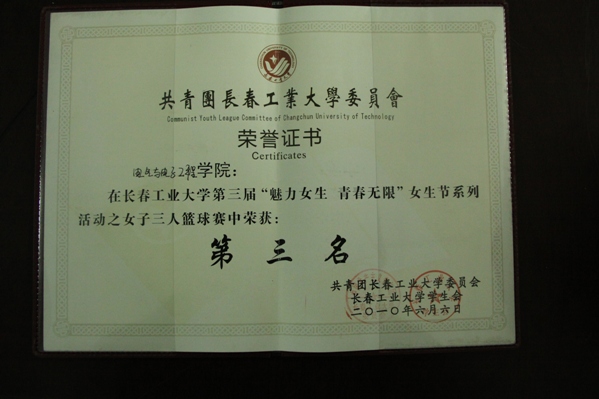 共青團長春工業大學委員會
Communist Youth League Committee of Changchun University of Technology
荣誉证书
Certificates
学院：
在长春工业大学第三届“魅力女生 青春无限”女生节系列
活动之女子三人篮球赛中荣获：
第三名
共青团长春工业大学委员会
长春工业大学学生会
二〇一〇年六月六日